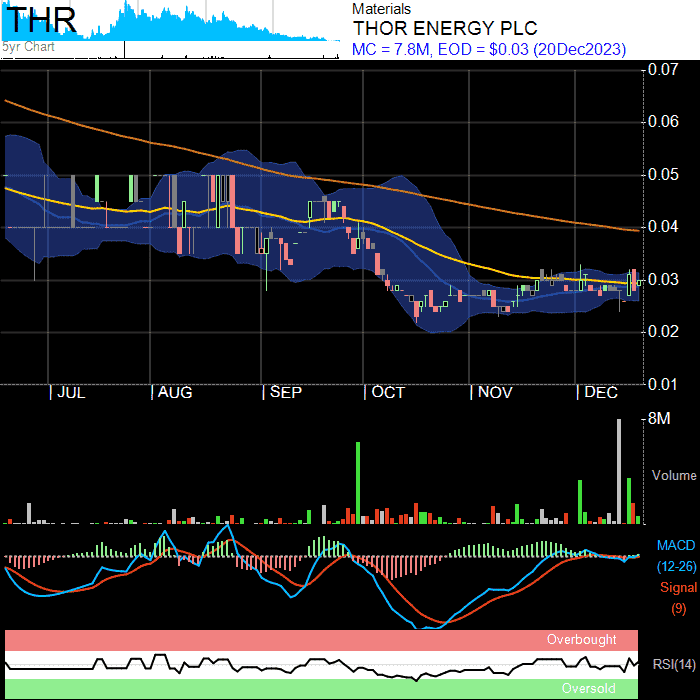 THR
5yr Chart
Materials
THOR ENERGY PLC
MC = 7.8M, EOD = $0.03 (20Dec2023)
0.07
0.06
0.05
0.04
0.03
0.02
0.01
JUL AUG SEP OCT NOV DEC
8M
Volume
MACD
(12-26)
Signal
(9)
Overbought
RSI(14)
Oversold